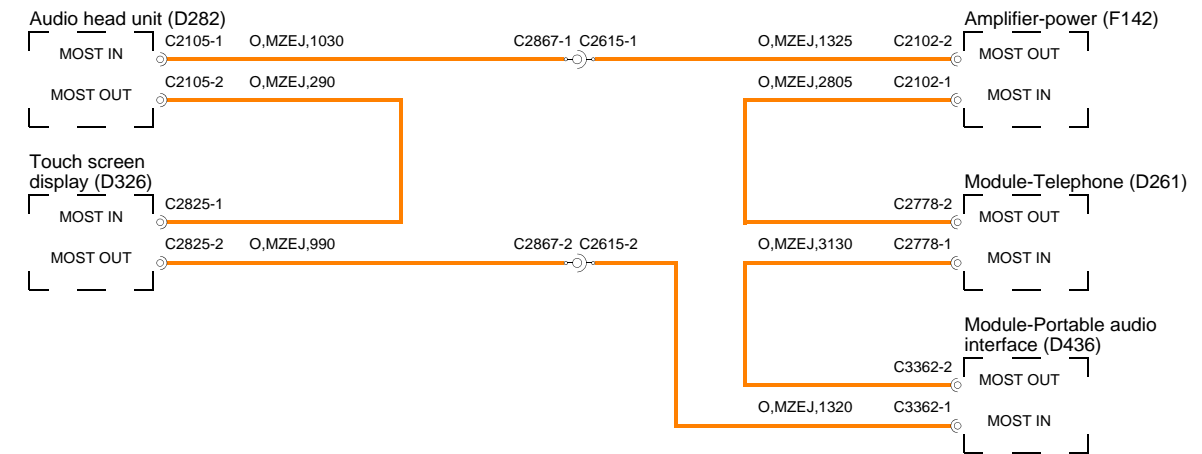 Audio head unit (D282)
Amplifier-power (F142)
MOST IN
C2105-1
O,MZEJ,1030
C2867-1
C2615-1
O,MZEJ,1325
C2102-2
MOST OUT
MOST OUT
C2105-2
O,MZEJ,290
O,MZEJ,2805
C2102-1
MOST IN
Touch screen
display (D326)
Module-Telephone (D261)
MOST IN
C2825-1
C2778-2
MOST OUT
MOST OUT
C2825-2
O,MZEJ,990
C2867-2
C2615-2
O,MZEJ,3130
C2778-1
MOST IN
Module-Portable audio
interface (D436)
C3362-2
MOST OUT
O,MZEJ,1320
C3362-1
MOST IN